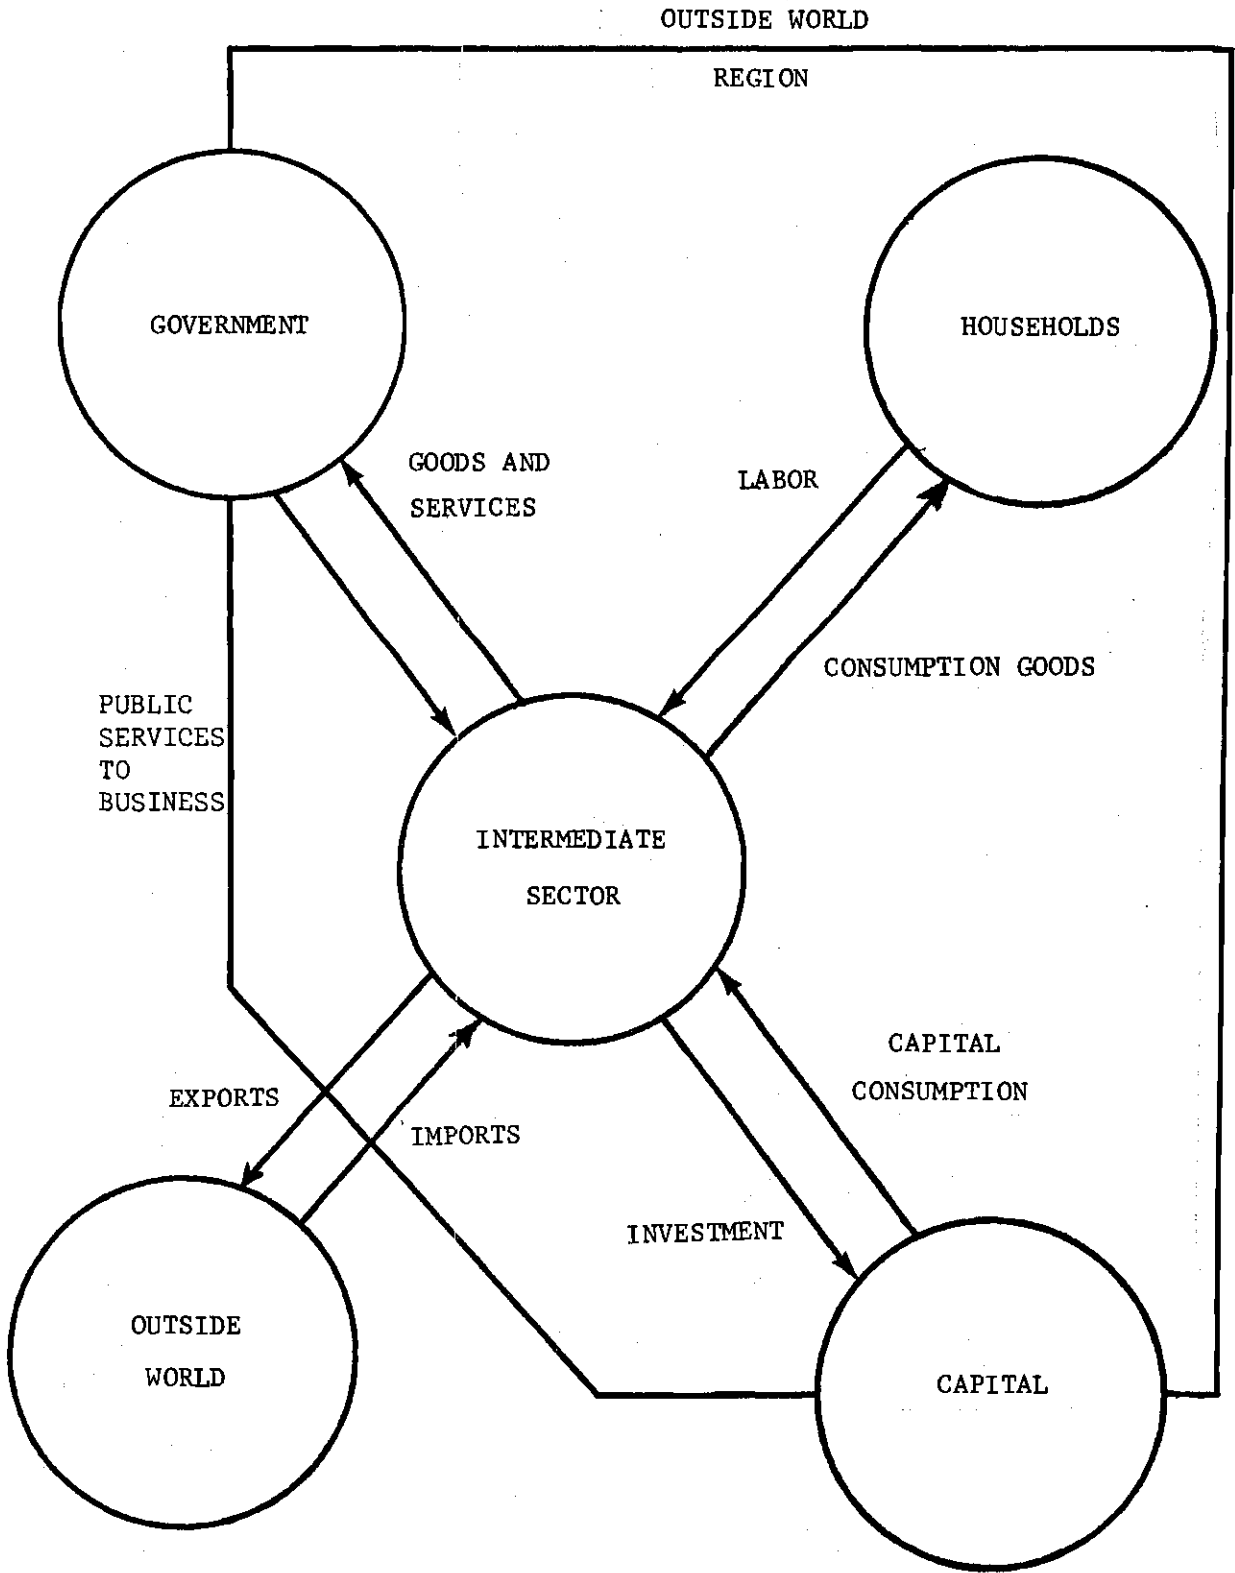 OUTSIDE WORLD
REGION
GOVERNMENT
HOUSEHOLDS
GOODS AND
SERVICES
LABOR
CONSUMPTION GOODS
PUBLIC
SERVICES
TO
BUSINESS
INTERMEDIATE
SECTOR
CAPITAL
CONSUMPTION
EXPORTS
IMPORTS
INVESTMENT
OUTSIDE
WORLD
CAPITAL